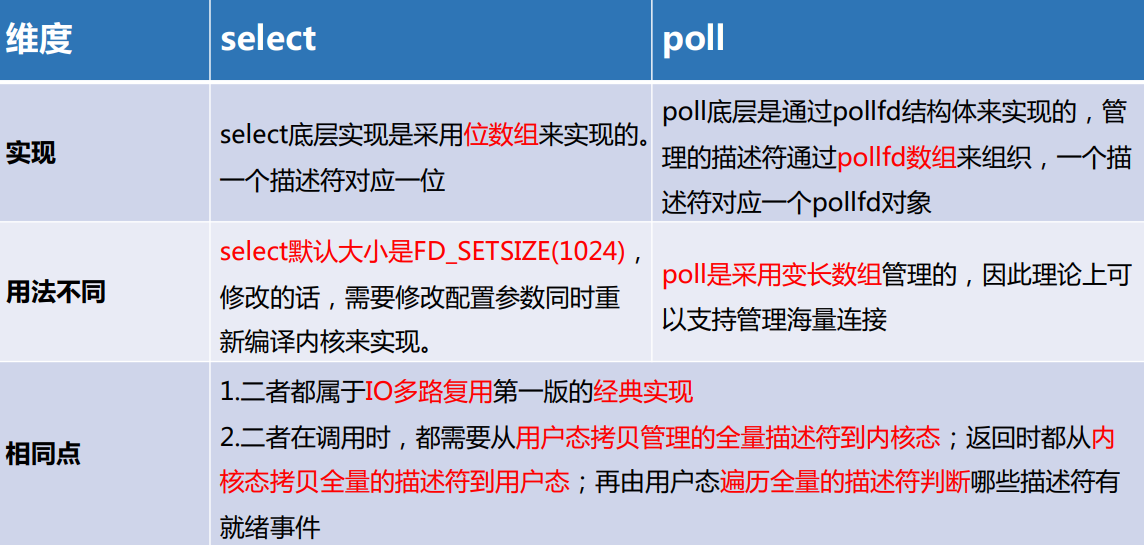 维度
select
poll
实现
select底层实现是采用位数组来实现的。
一个描述符对应一位
poll底层是通过pollfd结构体来实现的，管
理的描述符通过pollfd数组来组织，一个描
述符对应一个pollfd对象
用法不同
select默认大小是FD_SETSIZE(1024)，
修改的话，需要修改配置参数同时重
新编译内核来实现。
poll是采用变长数组管理的，因此理论上可
以支持管理海量连接
相同点
1.二者都属于IO多路复用第一版的经典实现
2.二者在调用时，都需要从用户态拷贝管理的全量描述符到内核态；返回时都从内
核态拷贝全量的描述符到用户态；再由用户态遍历全量的描述符判断哪些描述符有
就绪事件